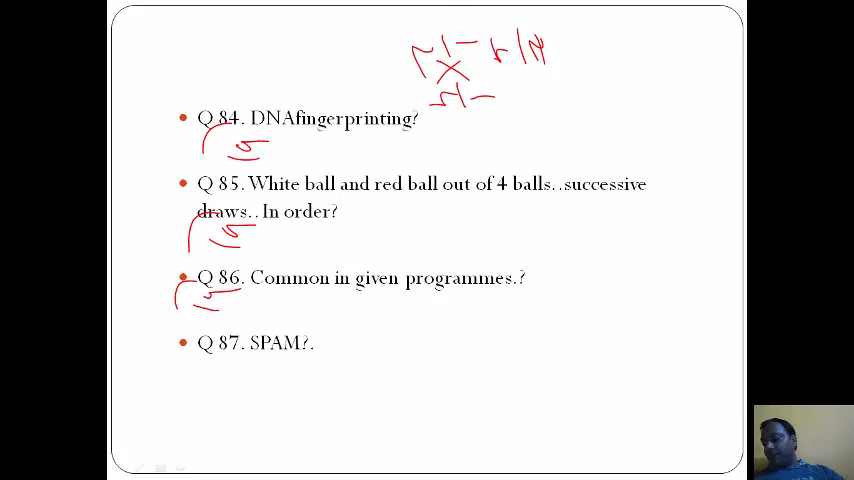 Q 84. DNAfingerprinting?
Q 85. White ball and red ball out of 4 balls..successive
draws.. In order?
Q 86. Common in given programmes.?
Q 87. SPAM?.